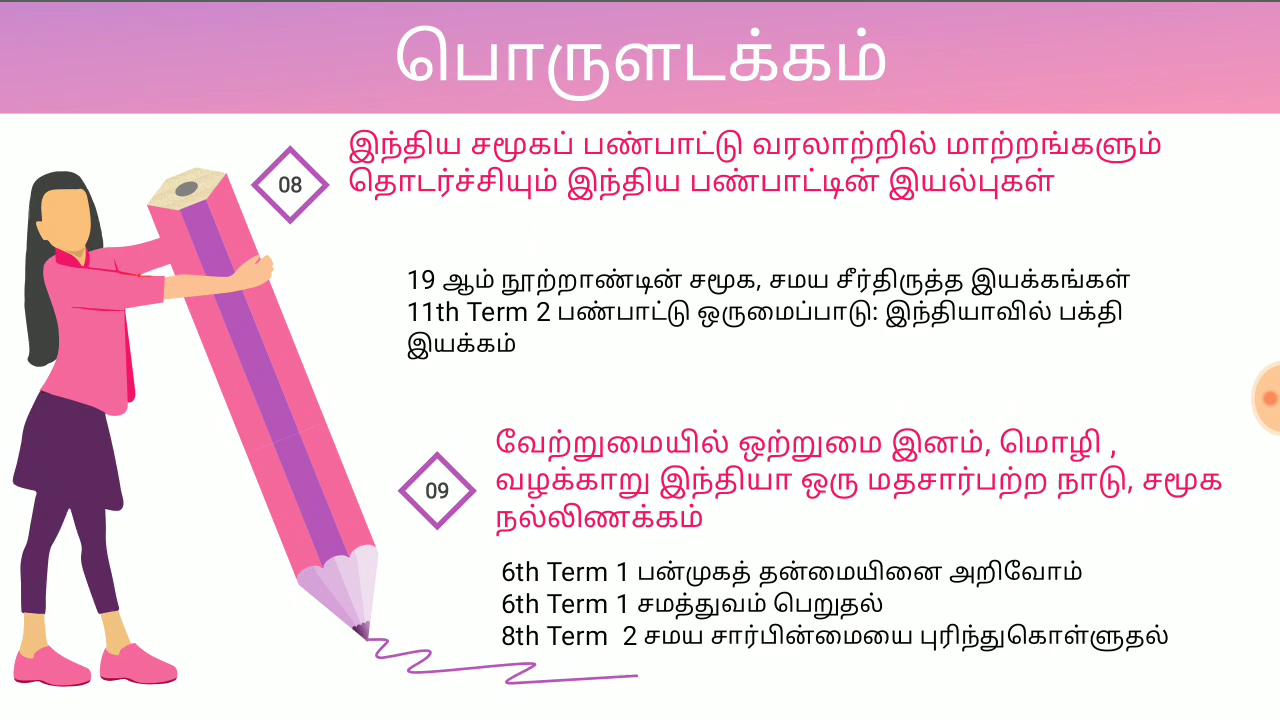 பொருளடக்கம்
08
இந்திய சமூகப் பண்பாட்டு வரலாற்றில் மாற்றங்களும்
தொடர்ச்சியும் இந்திய பண்பாட்டின் இயல்புகள்
19 ஆம் நூற்றாண்டின் சமூக, சமய சீர்திருத்த இயக்கங்கள்
11th Term 2 பண்பாட்டு ஒருமைப்பாடு: இந்தியாவில் பக்தி
இயக்கம்
09
வேற்றுமையில் ஒற்றுமை இனம், மொழி ,
வழக்காறு இந்தியா ஒரு மதசார்பற்ற நாடு, சமூக
நல்லிணக்கம்
6th Term 1 பன்முகத் தன்மையினை அறிவோம்
6th Term 1 சமத்துவம் பெறுதல்
8th Term  2 சமய சார்பின்மையை புரிந்துகொள்ளுதல்